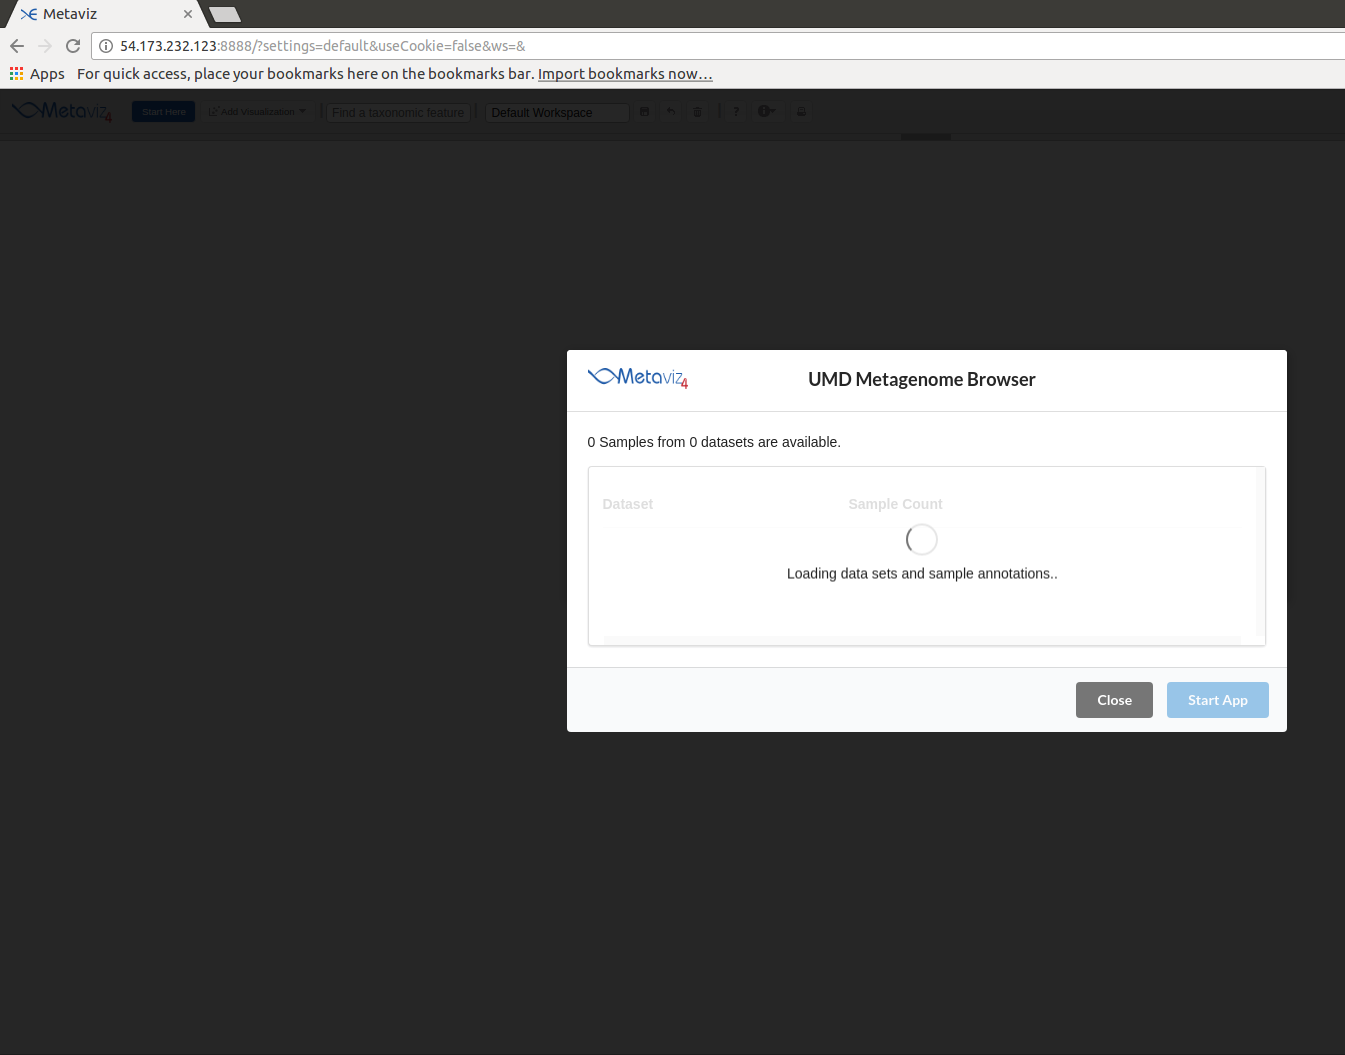 Metaviz
54.173.232.123:8888/?settings=default&useCookie=false&ws=&
Apps For quick access, place your bookmarks here on the bookmarks bar. Import bookmarks now...
Metaviz4 Start Here Add Visualization Find a taxonomic feature Default Workspace ?
Metaviz4 UMD Metagenome Browser
0 Samples from 0 datasets are available.
Dataset Sample Count
Loading data sets and sample annotations..
Close Start App